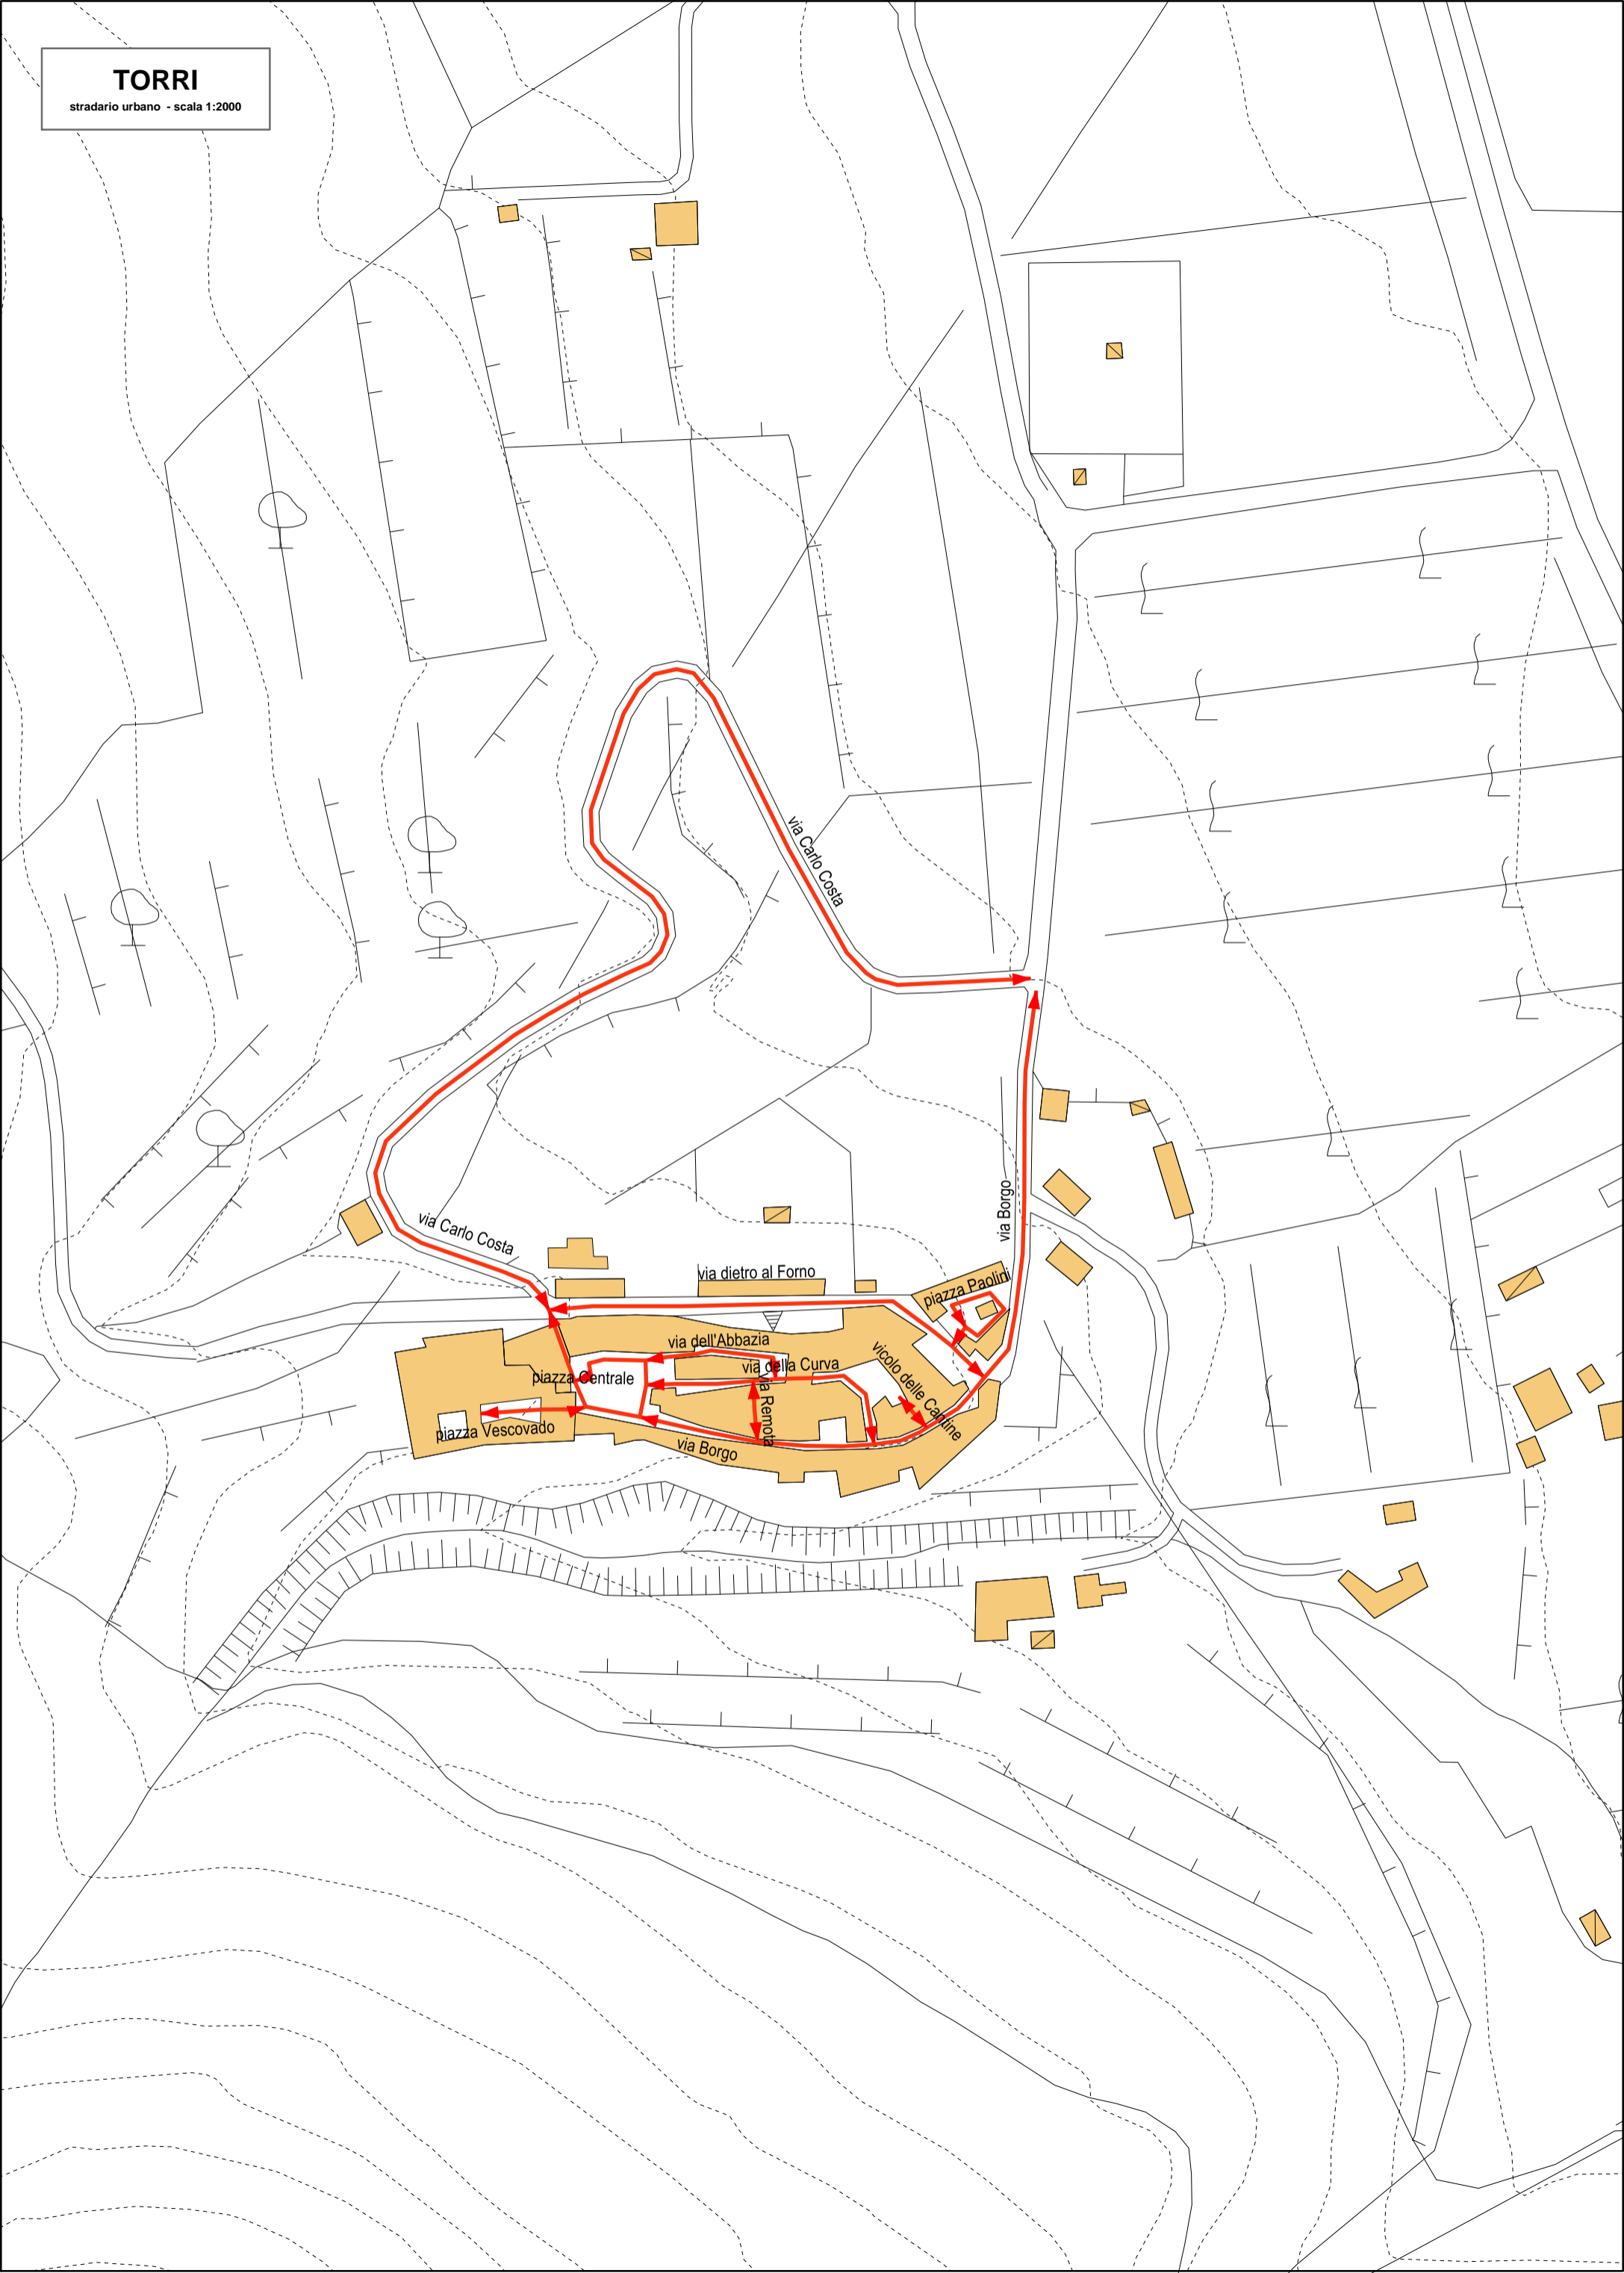 TORRI
stradario urbano - scala 1:2000
via Carlo Costa
via Borgo
via Carlo Costa
via dietro al Forno
piazza Paolini
via dell'Abbazia
via della Curva
vicolo delle Cantine
piazza Centrale
via Remota
piazza Vescovado
via Borgo